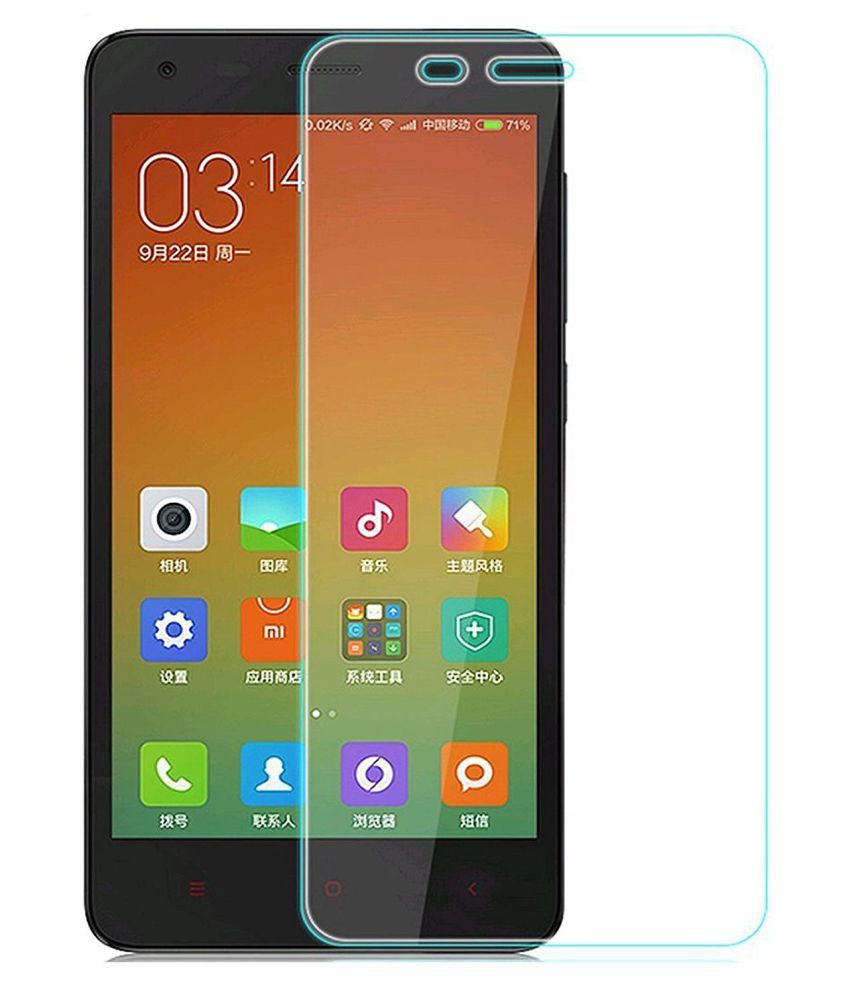 0.02K/s 中国移动 71%
03:14
9月22日 周一
相机 图库 音乐 主题风格
mi
设置 应用商店 系统工具 安全中心
拨号 联系人 浏览器 短信